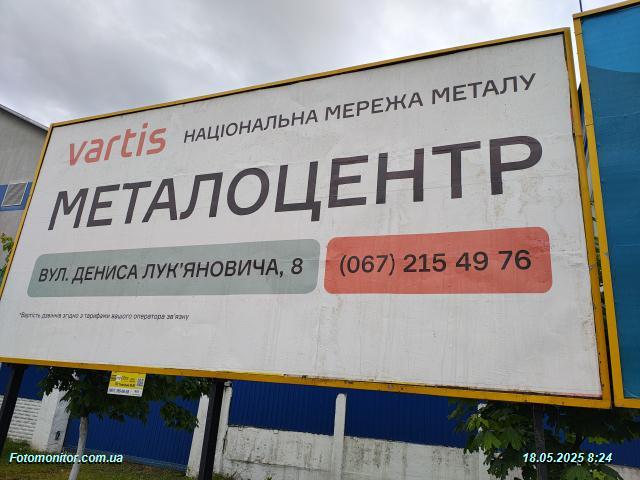 vartis НАЦІОНАЛЬНА МЕРЕЖА МЕТАЛУ
МЕТАЛОЦЕНТР
ВУЛ. ДЕНИСА ЛУК'ЯНОВИЧА, 8
(067) 215 49 76
*Вартість дзвінків згідно з тарифами вашого оператора зв'язку
Fotomonitor.com.ua
18.05.2025 8:24